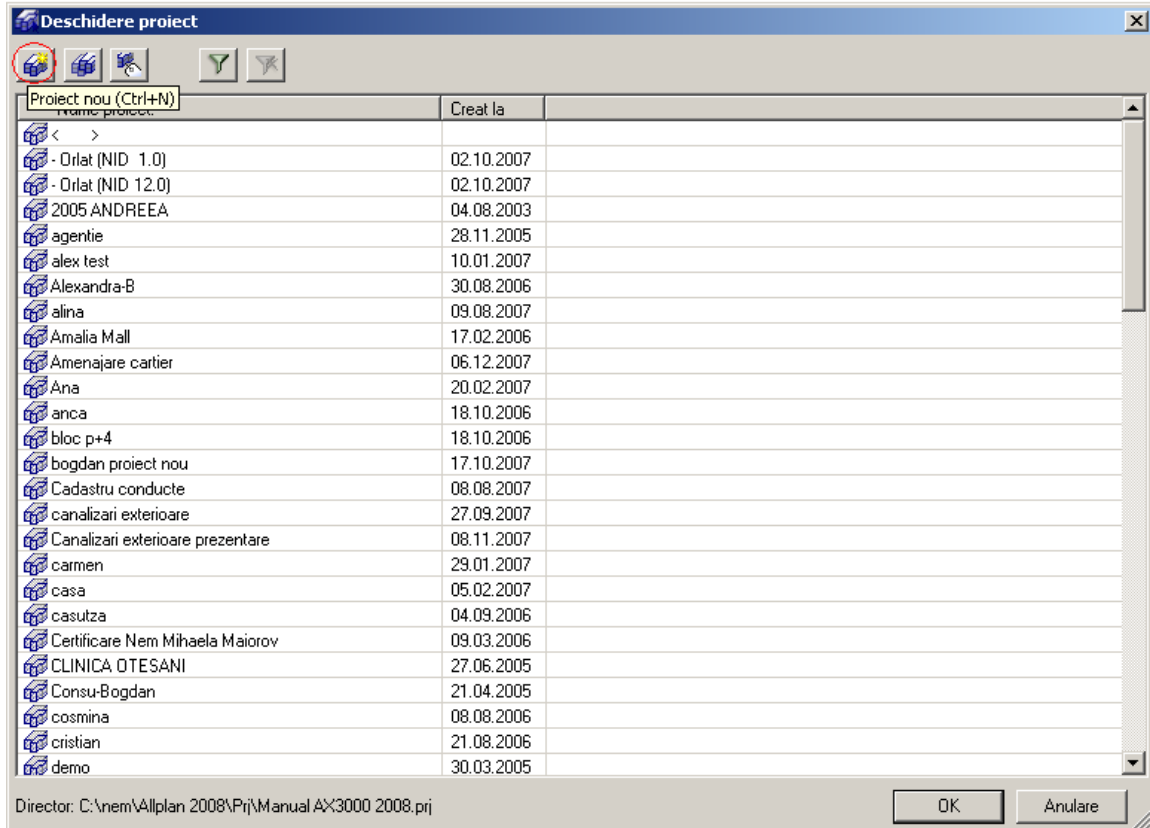 Deschidere proiect
Proiect nou (Ctrl+N)
Nume proiect: Creat la
< >
- Orlat (NID 1.0) 02.10.2007
- Orlat (NID 12.0) 02.10.2007
2005 ANDREEA 04.08.2003
agentie 28.11.2005
alex test 10.01.2007
Alexandra-B 30.08.2006
alina 09.08.2007
Amalia Mall 17.02.2006
Amenajare cartier 06.12.2007
Ana 20.02.2007
anca 18.10.2006
bloc p+4 18.10.2006
bogdan proiect nou 17.10.2007
Cadastru conducte 08.08.2007
canalizari exterioare 27.09.2007
Canalizari exterioare prezentare 08.11.2007
carmen 29.01.2007
casa 05.02.2007
casutza 04.09.2006
Certificare Nem Mihaela Maiorov 09.03.2006
CLINICA OTESANI 27.06.2005
Consu-Bogdan 21.04.2005
cosmina 08.08.2006
cristian 21.08.2006
demo 30.03.2005
Director: C:\nem\Allplan 2008\Prj\Manual AX3000 2008.prj OK Anulare